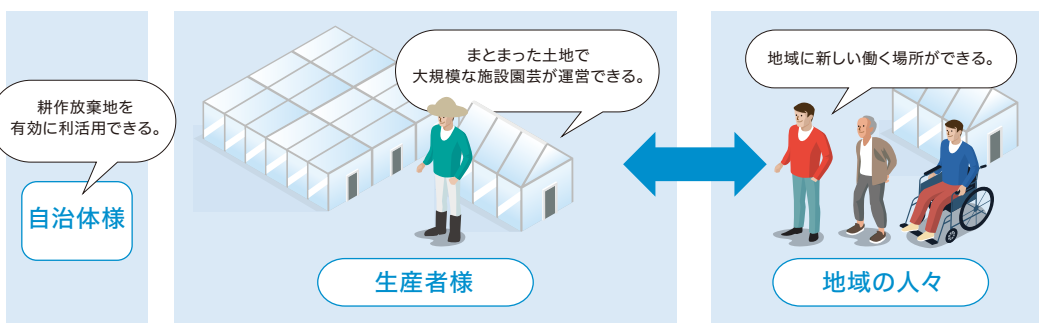 耕作放棄地を
有効に利活用できる。
自治体様
まとまった土地で
大規模な施設園芸が運営できる。
生産者様
地域に新しい働く場所ができる。
地域の人々